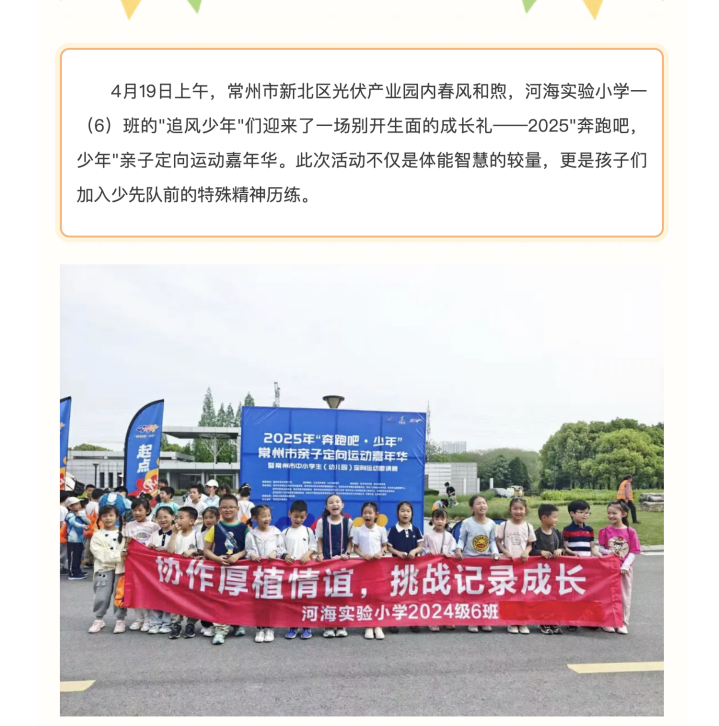 4月19日上午，常州市新北区光伏产业园内春风和煦，河海实验小学一
（6）班的"追风少年"们迎来了一场别开生面的成长礼——2025"奔跑吧，
少年"亲子定向运动嘉年华。此次活动不仅是体能智慧的较量，更是孩子们
加入少先队前的特殊精神历练。
2025年“奔跑吧·少年”
常州市亲子定向运动嘉年华
暨常州市中小学生（幼儿园）定向运动邀请赛
起点
协作厚植情谊，挑战记录成长
河海实验小学2024级6班